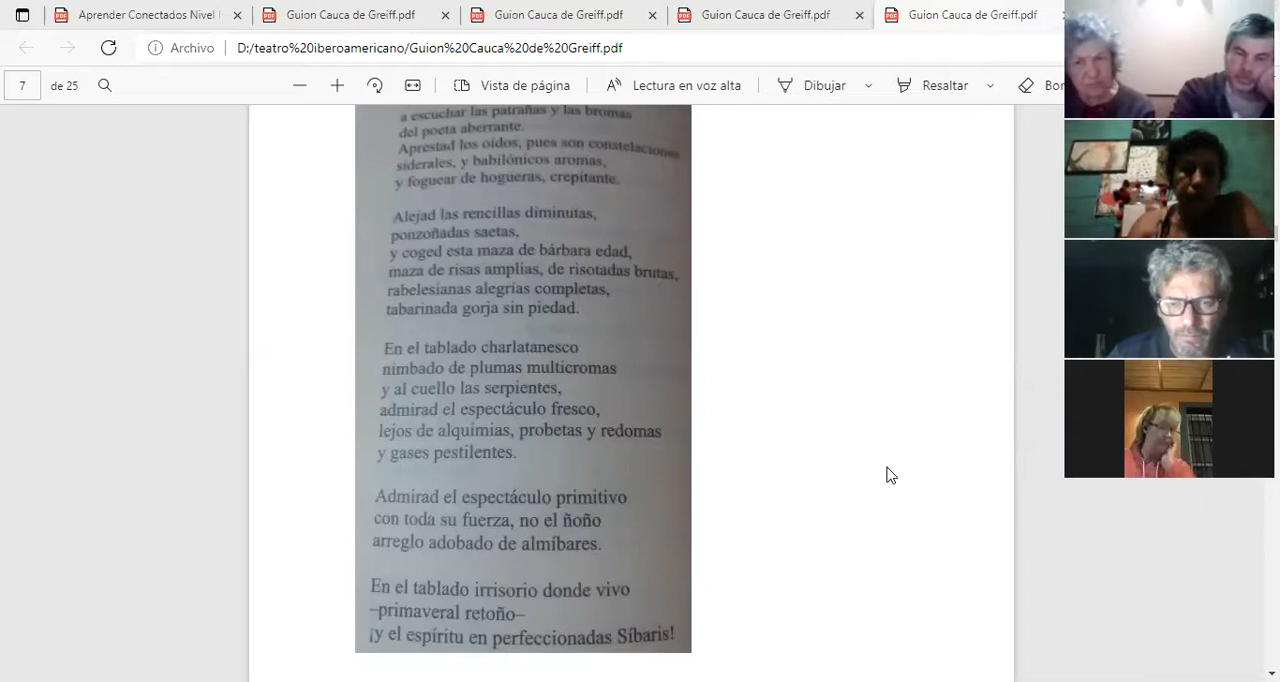 Aprender Conectados Nivel
Guion Cauca de Greiff.pdf
Guion Cauca de Greiff.pdf
Guion Cauca de Greiff.pdf
Guion Cauca de Greiff.pdf
Archivo
D:/teatro%20iberoamericano/Guion%20Cauca%20de%20Greiff.pdf
7 de 25
Vista de página
Lectura en voz alta
Dibujar
Resaltar
Bor
a escuchar las patrañas y las bromas
del poeta aberrante.
Aprestad los oídos, pues son constelaciones
siderales, y babilónicos aromas,
y foguear de hogueras, crepitante.
Alejad las rencillas diminutas,
ponzoñadas saetas,
y coged esta maza de bárbara edad,
maza de risas amplias, de risotadas brutas,
rabelesianas alegrías completas,
tabarinada gorja sin piedad.
En el tablado charlatanesco
nimbado de plumas multicromas
y al cuello las serpientes,
admirad el espectáculo fresco,
lejos de alquimias, probetas y redomas
y gases pestilentes.
Admirad el espectáculo primitivo
con toda su fuerza, no el ñoño
arreglo adobado de almíbares.
En el tablado irrisorio donde vivo
–primaveral retoño–
¡y el espíritu en perfeccionadas Síbaris!